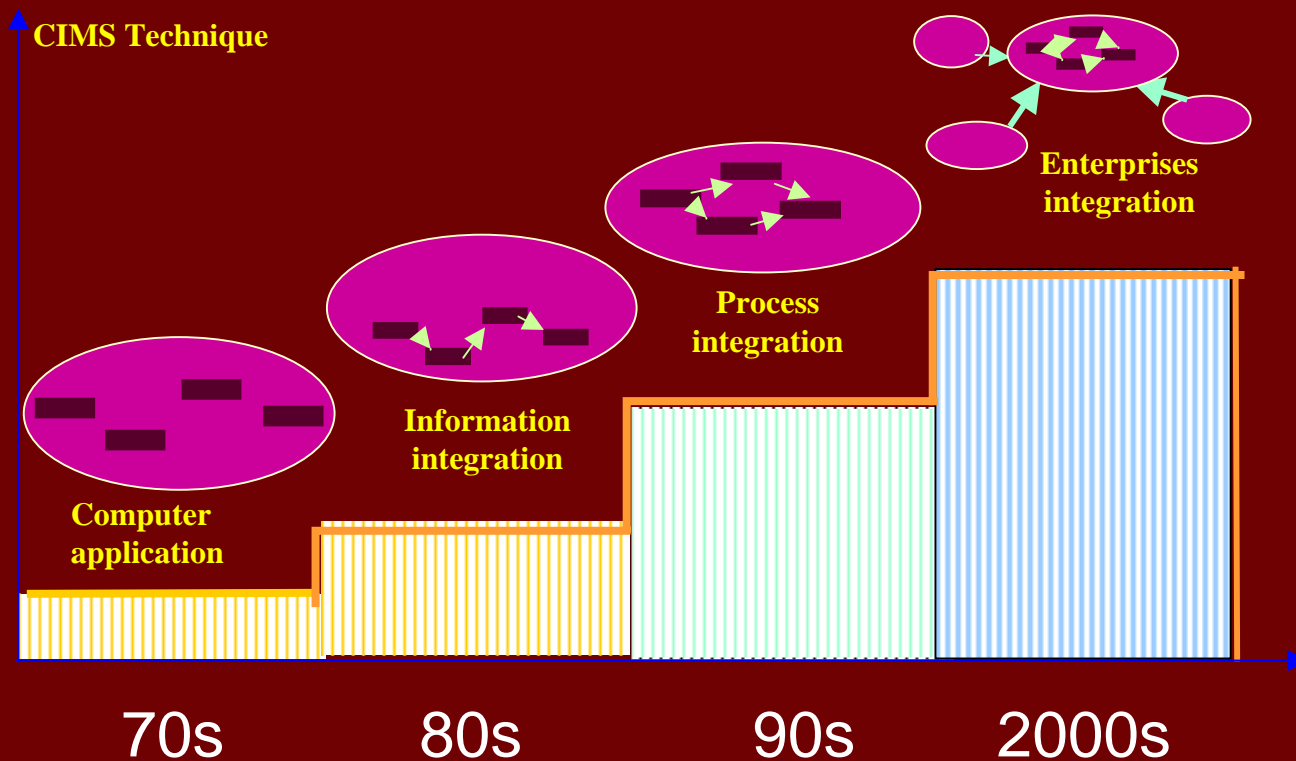 CIMS Technique
Enterprises
integration
Process
integration
Information
integration
Computer
application
70s
80s
90s
2000s